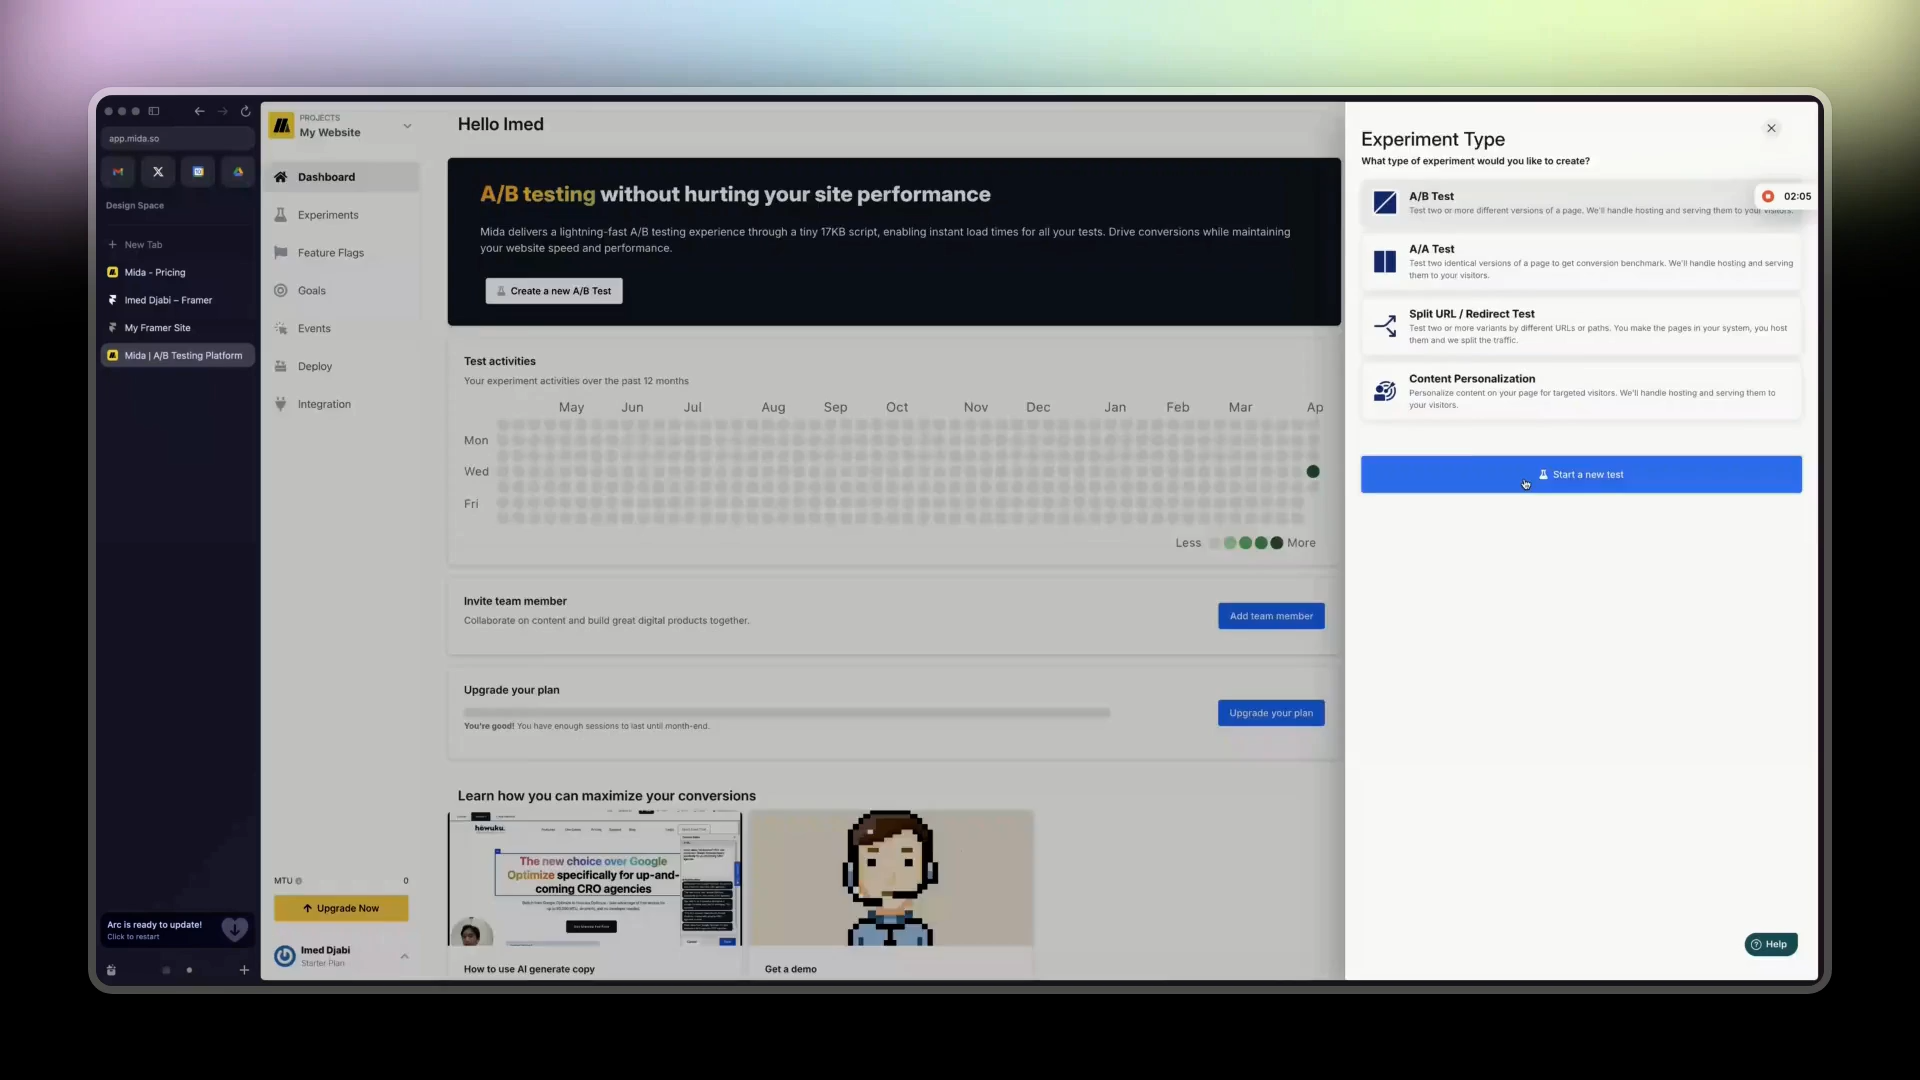 app.mida.so
Design Space
New Tab
Mida - Pricing
Imed Djabi – Framer
My Framer Site
Mida | A/B Testing Platform
Arc is ready to update!
Click to restart
PROJECTS
My Website
Dashboard
Experiments
Feature Flags
Goals
Events
Deploy
Integration
MTU
0
Upgrade Now
Imed Djabi
Starter Plan
Hello Imed
A/B testing without hurting your site performance
Mida delivers a lightning-fast A/B testing experience through a tiny 17KB script, enabling instant load times for all your tests. Drive conversions while maintaining
your website speed and performance.
Create a new A/B Test
Test activities
Your experiment activities over the past 12 months
May Jun Jul Aug Sep Oct Nov Dec Jan Feb Mar Ap
Mon
Wed
Fri
Less More
Invite team member
Collaborate on content and build great digital products together.
Add team member
Upgrade your plan
You're good! You have enough sessions to last until month-end.
Upgrade your plan
Learn how you can maximize your conversions
howuku.
The new choice over Google
Optimize specifically for up-and-
coming CRO agencies
How to use AI generate copy
Get a demo
Experiment Type
What type of experiment would you like to create?
A/B Test
Test two or more different versions of a page. We'll handle hosting and serving them to your visitors.
02:05
A/A Test
Test two identical versions of a page to get conversion benchmark. We'll handle hosting and serving
them to your visitors.
Split URL / Redirect Test
Test two or more variants by different URLs or paths. You make the pages in your system, you host
them and we split the traffic.
Content Personalization
Personalize content on your page for targeted visitors. We'll handle hosting and serving them to
your visitors.
Start a new test
Help